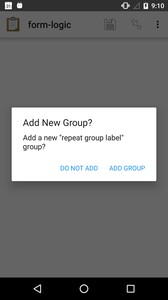 9:10
form-logic
Add New Group?
Add a new "repeat group label"
group?
DO NOT ADD ADD GROUP